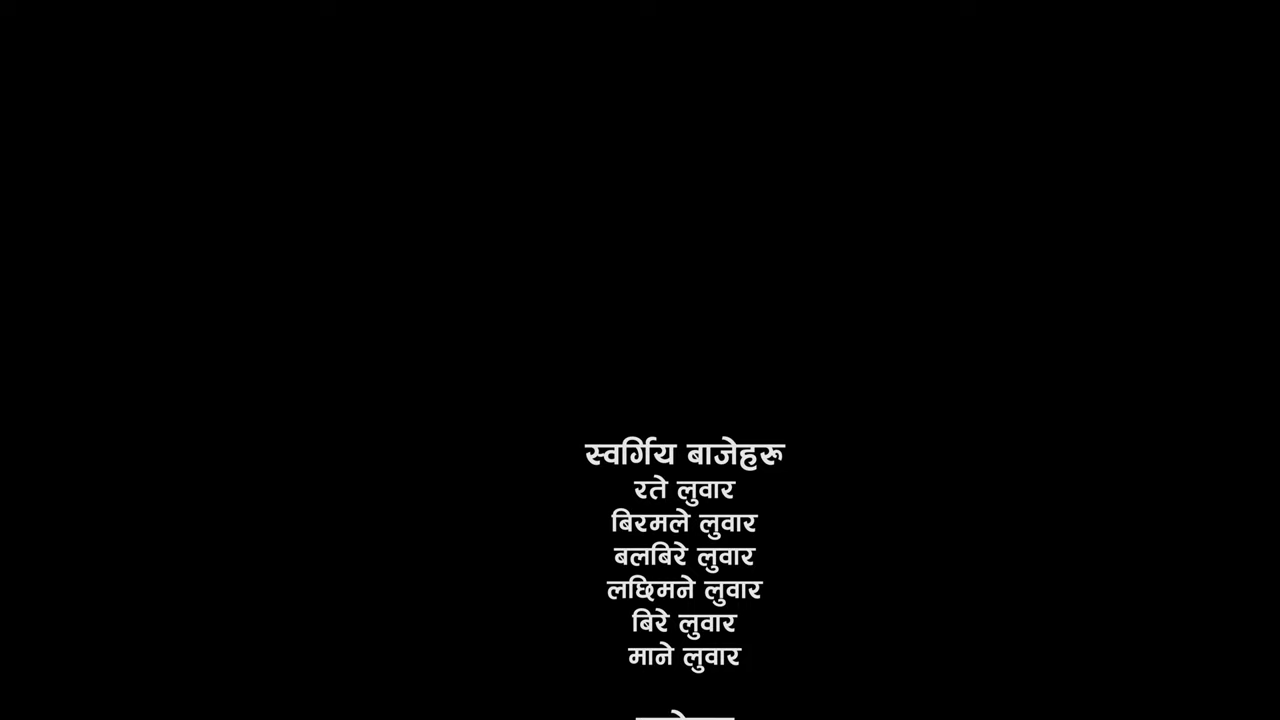 स्वर्गिय बाजेहरू
रते लुवार
बिरमले लुवार
बलबिरे लुवार
लछिमने लुवार
बिरे लुवार
माने लुवार